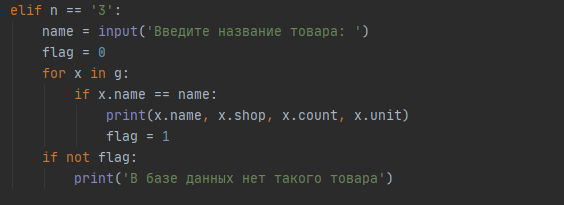 elif n == '3':
    name = input('Введите название товара: ')
    flag = 0
    for x in g:
        if x.name == name:
            print(x.name, x.shop, x.count, x.unit)
            flag = 1
    if not flag:
        print('В базе данных нет такого товара')